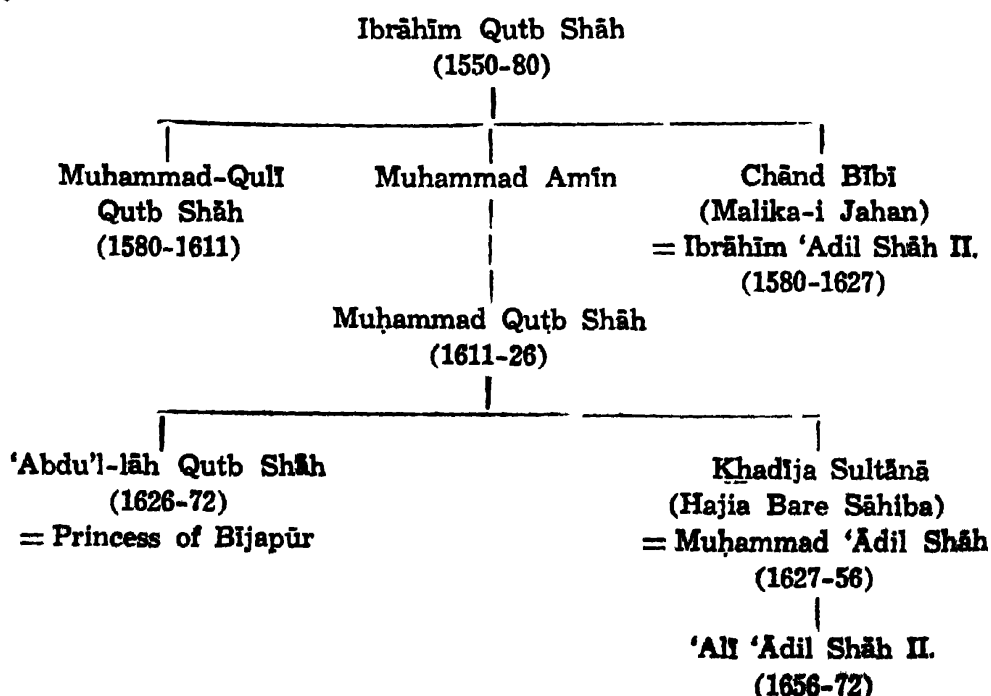 Ibrāhīm Qutb Shāh
(1550-80)
Muhammad-Qulī
Qutb Shāh
(1580-1611)
Muhammad Amīn
Chānd Bībī
(Malika-i Jahan)
= Ibrāhīm ‘Adil Shāh II.
(1580-1627)
Muḥammad Quṭb Shāh
(1611-26)
‘Abdu’l-lāh Qutb Shāh
(1626-72)
= Princess of Bījapūr
K͟hadīja Sultānā
(Hajia Bare Sāhiba)
= Muḥammad ‘Ādil Shāh
(1627-56)
‘Alī ‘Ādil Shāh II.
(1656-72)